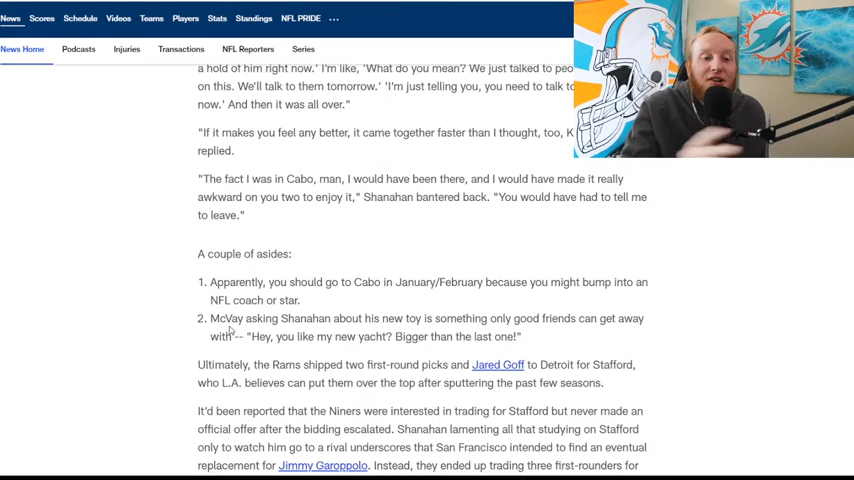 News Scores Schedule Videos Teams Players Stats Standings NFL PRIDE ...
News Home Podcasts Injuries Transactions NFL Reporters Series
a hold of him right now.' I'm like, 'What do you mean? We just talked to
on this. We'll talk to them tomorrow.' 'I'm just telling you, you need to talk to
now.' And then it was all over."
"If it makes you feel any better, it came together faster than I thought, too, K
replied.
"The fact I was in Cabo, man, I would have been there, and I would have made it really
awkward on you two to enjoy it," Shanahan bantered back. "You would have had to tell me
to leave."
A couple of asides:
1. Apparently, you should go to Cabo in January/February because you might bump into an
NFL coach or star.
2. McVay asking Shanahan about his new toy is something only good friends can get away
with -- "Hey, you like my new yacht? Bigger than the last one!"
Ultimately, the Rams shipped two first-round picks and Jared Goff to Detroit for Stafford,
who L.A. believes can put them over the top after sputtering the past few seasons.
It'd been reported that the Niners were interested in trading for Stafford but never made an
official offer after the bidding escalated. Shanahan lamenting all that studying on Stafford
only to watch him go to a rival underscores that San Francisco intended to find an eventual
replacement for Jimmy Garoppolo. Instead, they ended up trading three first-rounders for